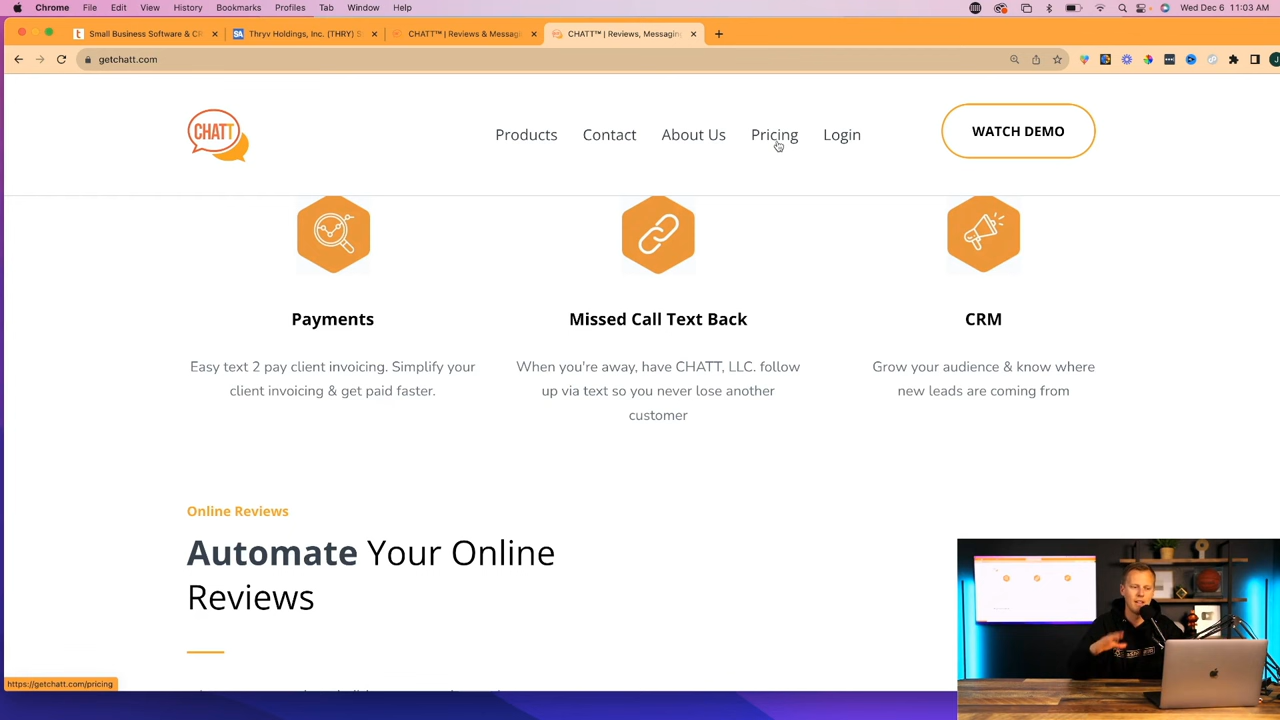 Chrome File Edit View History Bookmarks Profiles Tab Window Help Wed Dec 6 11:03 AM
Small Business Software & CR Thryv Holdings, Inc. (THRY) S CHATT™ | Reviews & Messagi CHATT™ | Reviews, Messagin
getchatt.com
CHATT
Products Contact About Us Pricing Login WATCH DEMO
Payments Missed Call Text Back CRM
Easy text 2 pay client invoicing. Simplify your When you're away, have CHATT, LLC. follow Grow your audience & know where
client invoicing & get paid faster. up via text so you never lose another new leads are coming from
customer
Online Reviews
Automate Your Online
Reviews
https://getchatt.com/pricing